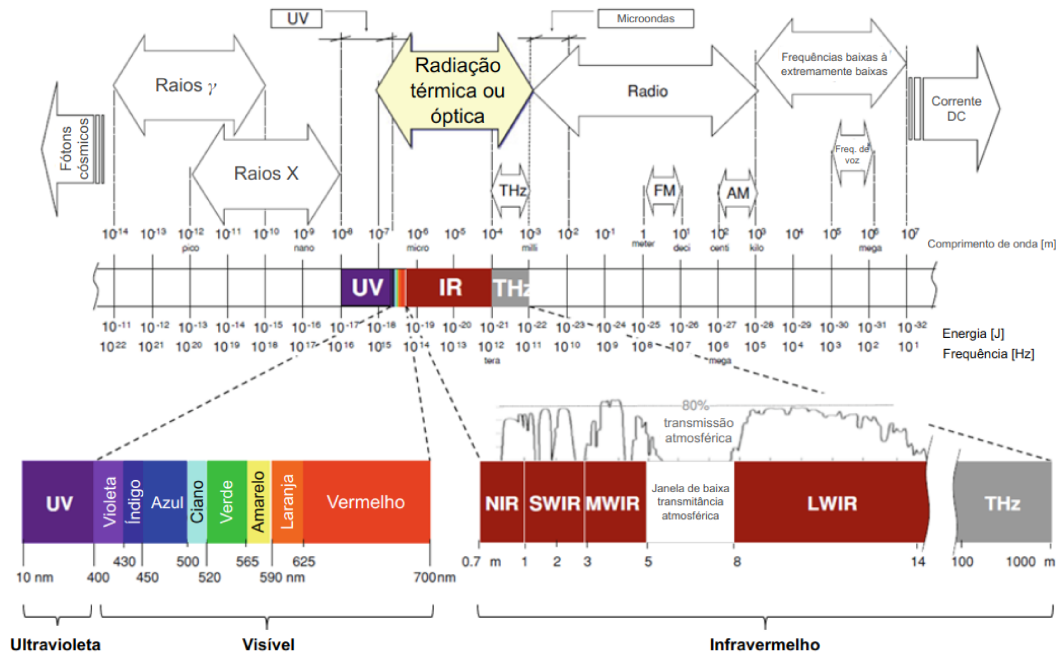 UV
Microondas
Raios γ
Radiação
térmica ou
óptica
Radio
Frequências baixas à
extremamente baixas
Corrente
DC
Fótons
cósmicos
Raios X
THz
FM
AM
Freq. de
voz
10⁻¹⁴ 10⁻¹³ 10⁻¹² 10⁻¹¹ 10⁻¹⁰ 10⁻⁹ 10⁻⁸ 10⁻⁷ 10⁻⁶ 10⁻⁵ 10⁻⁴ 10⁻³ 10⁻² 10⁻¹ 1 10¹ 10² 10³ 10⁴ 10⁵ 10⁶ 10⁷
pico nano micro milli meter deci centi kilo mega
Comprimento de onda [m]
UV IR THz
10⁻¹¹ 10⁻¹² 10⁻¹³ 10⁻¹⁴ 10⁻¹⁵ 10⁻¹⁶ 10⁻¹⁷ 10⁻¹⁸ 10⁻¹⁹ 10⁻²⁰ 10⁻²¹ 10⁻²² 10⁻²³ 10⁻²⁴ 10⁻²⁵ 10⁻²⁶ 10⁻²⁷ 10⁻²⁸ 10⁻²⁹ 10⁻³⁰ 10⁻³¹ 10⁻³²
Energia [J]
10²² 10²¹ 10²⁰ 10¹⁹ 10¹⁸ 10¹⁷ 10¹⁶ 10¹⁵ 10¹⁴ 10¹³ 10¹² 10¹¹ 10¹⁰ 10⁹ 10⁸ 10⁷ 10⁶ 10⁵ 10⁴ 10³ 10² 10¹
Frequência [Hz]
tera mega
80%
transmissão
atmosférica
UV
Violeta
Índigo
Azul
Ciano
Verde
Amarelo
Laranja
Vermelho
NIR
SWIR
MWIR
Janela de baixa
transmitância
atmosférica
LWIR
THz
430 500 565 625
10 nm 400 450 520 590 nm 700nm
0.7 m 1 2 3 5 8 14 100 1000 m
Ultravioleta
Visível
Infravermelho